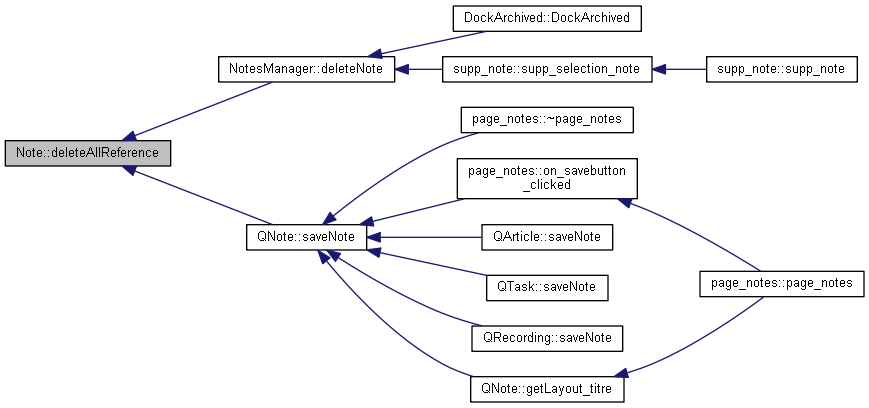 DockArchived::DockArchived
NotesManager::deleteNote
supp_note::supp_selection_note
supp_note::supp_note
page_notes::~page_notes
Note::deleteAllReference
page_notes::on_savebutton
_clicked
QNote::saveNote
QArticle::saveNote
QTask::saveNote
page_notes::page_notes
QRecording::saveNote
QNote::getLayout_titre